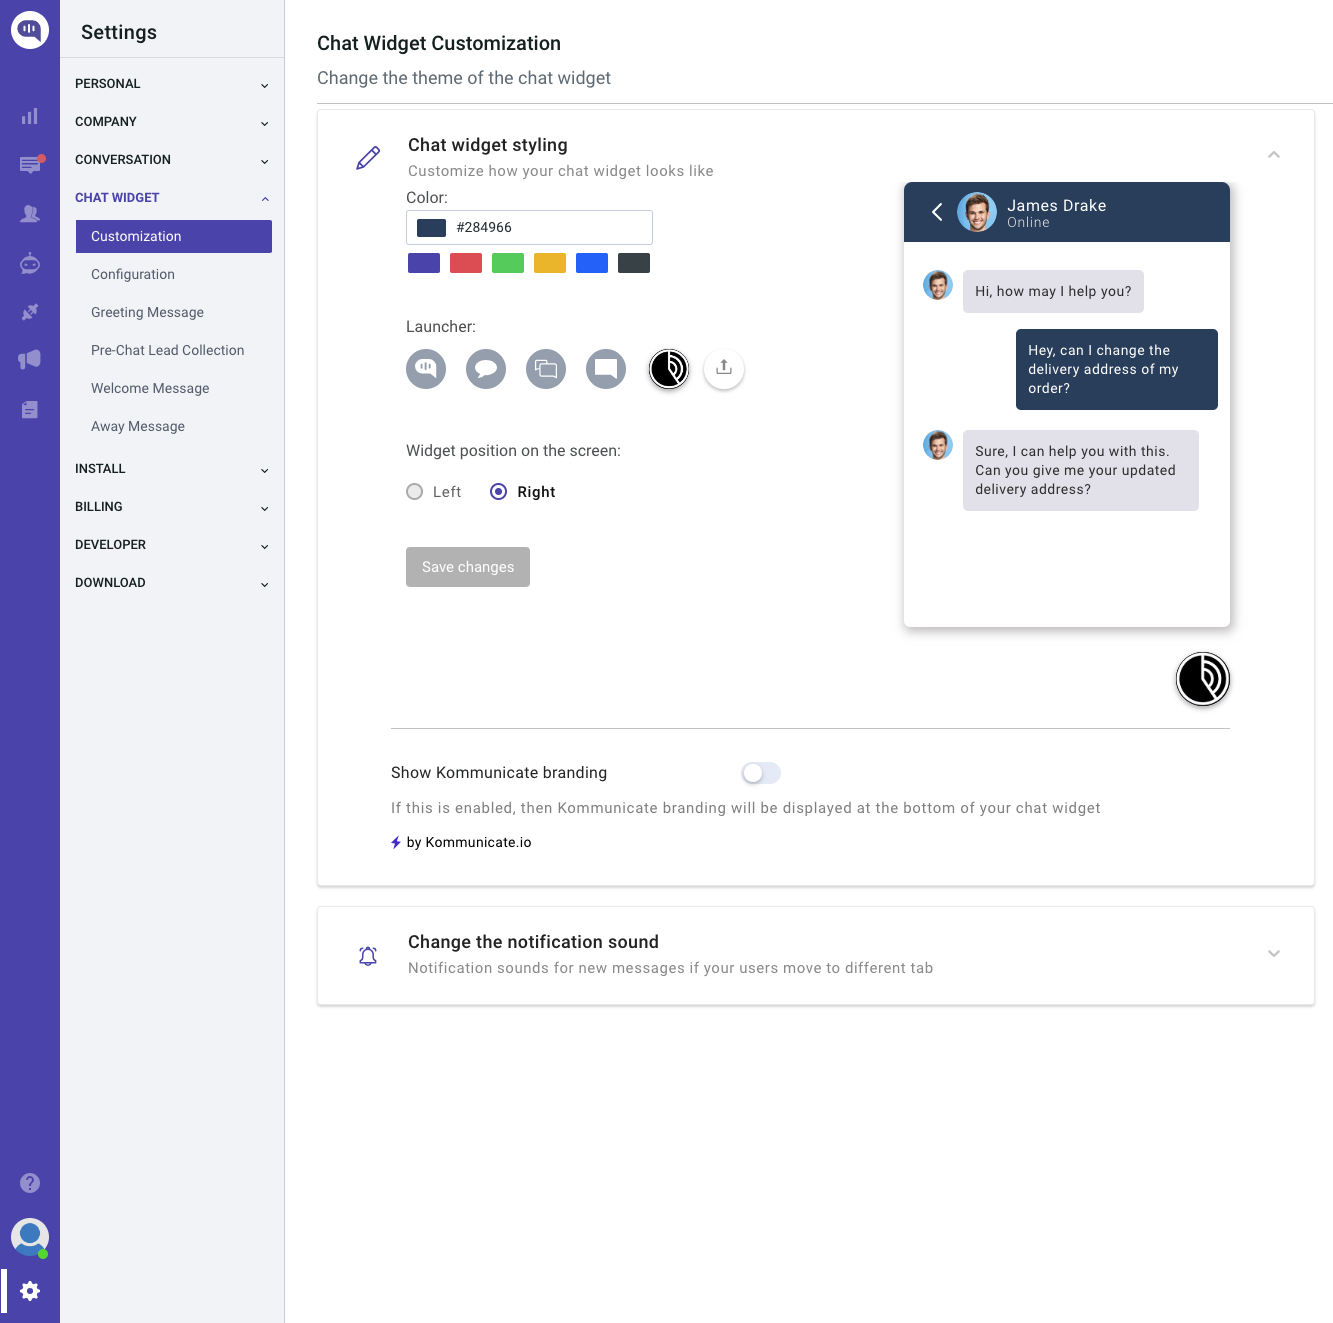 Settings
PERSONAL
COMPANY
CONVERSATION
CHAT WIDGET
Customization
Configuration
Greeting Message
Pre-Chat Lead Collection
Welcome Message
Away Message
INSTALL
BILLING
DEVELOPER
DOWNLOAD
Chat Widget Customization
Change the theme of the chat widget
Chat widget styling
Customize how your chat widget looks like
Color:
#284966
Launcher:
Widget position on the screen:
Left
Right
Save changes
James Drake
Online
Hi, how may I help you?
Hey, can I change the
delivery address of my
order?
Sure, I can help you with this.
Can you give me your updated
delivery address?
Show Kommunicate branding
If this is enabled, then Kommunicate branding will be displayed at the bottom of your chat widget
by Kommunicate.io
Change the notification sound
Notification sounds for new messages if your users move to different tab
?